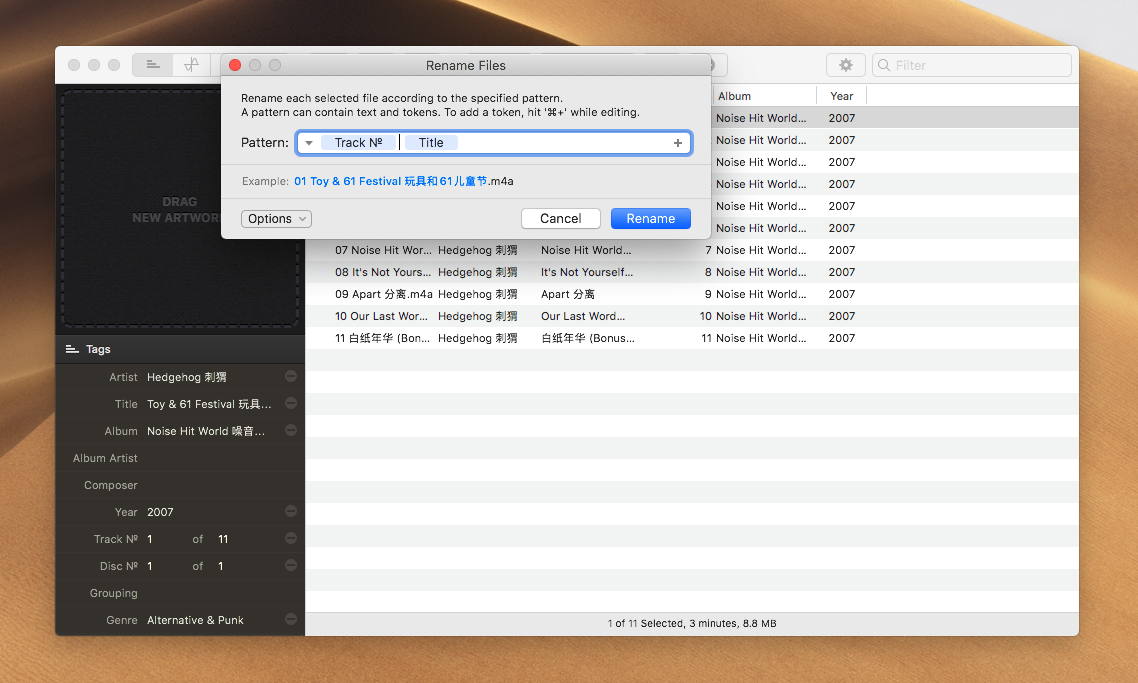 Rename Files
Filter
Rename each selected file according to the specified pattern.
A pattern can contain text and tokens. To add a token, hit '⌘+' while editing.
Pattern: Track № Title +
Example: 01 Toy & 61 Festival 玩具和61儿童节.m4a
Options Cancel Rename
DRAG
NEW ARTWOR
Album Year
Noise Hit World... 2007
Noise Hit World... 2007
Noise Hit World... 2007
Noise Hit World... 2007
Noise Hit World... 2007
Noise Hit World... 2007
07 Noise Hit Wor... Hedgehog 刺猬 Noise Hit World... 7 Noise Hit World... 2007
08 It's Not Yours... Hedgehog 刺猬 It's Not Yourself... 8 Noise Hit World... 2007
09 Apart 分离.m4a Hedgehog 刺猬 Apart 分离 9 Noise Hit World... 2007
10 Our Last Wor... Hedgehog 刺猬 Our Last Word... 10 Noise Hit World... 2007
11 白纸年华 (Bon... Hedgehog 刺猬 白纸年华 (Bonus... 11 Noise Hit World... 2007
Tags
Artist Hedgehog 刺猬
Title Toy & 61 Festival 玩具...
Album Noise Hit World 噪音...
Album Artist
Composer
Year 2007
Track № 1 of 11
Disc № 1 of 1
Grouping
Genre Alternative & Punk
1 of 11 Selected, 3 minutes, 8.8 MB